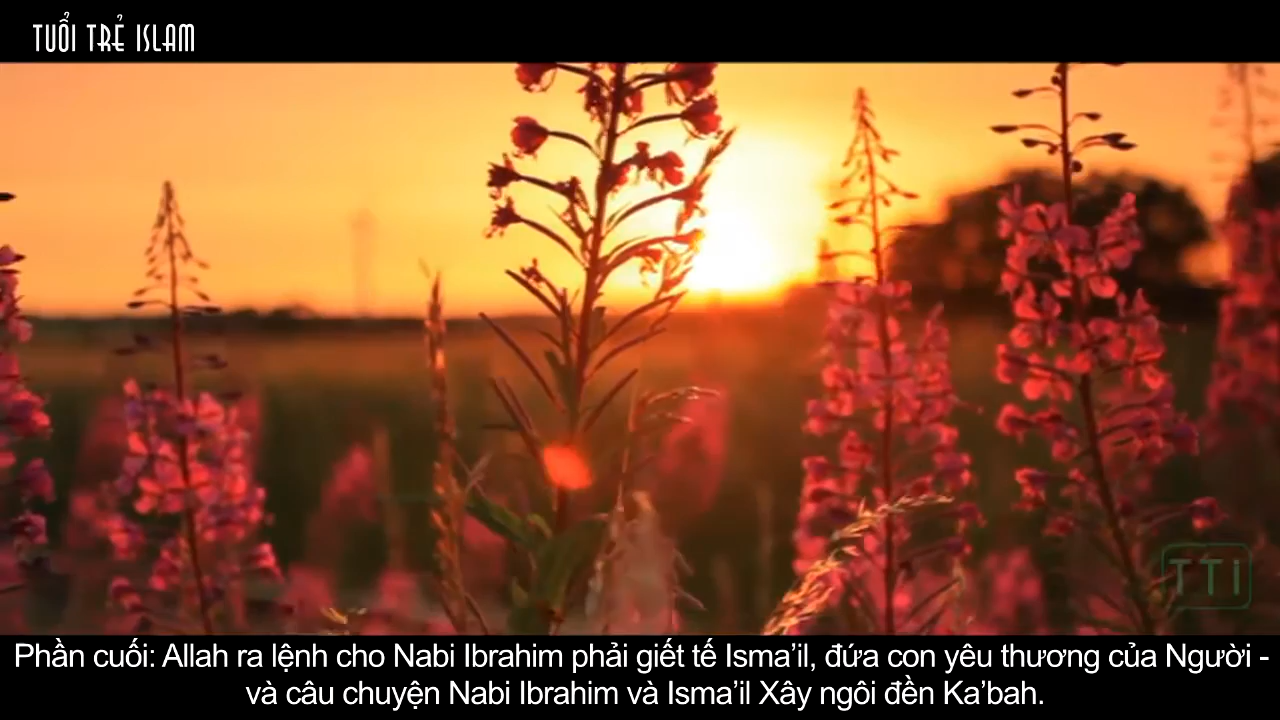 TUỔI TRẺ ISLAM
TTi
Phần cuối: Allah ra lệnh cho Nabi Ibrahim phải giết tế Isma’il, đứa con yêu thương của Người -
và câu chuyện Nabi Ibrahim và Isma’il Xây ngôi đền Ka’bah.